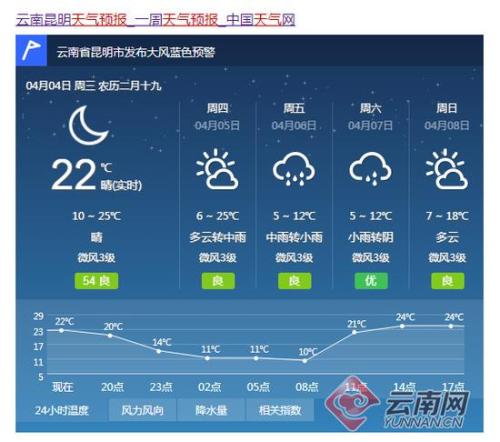 云南昆明天气预报_一周天气预报_中国天气网
云南省昆明市发布大风蓝色预警
04月04日 周三 农历二月十九
22 ℃
晴(实时)
10 ~ 25℃
晴
微风3级
54 良
周四
04月05日
6 ~ 25℃
多云转中雨
微风3级
良
周五
04月06日
5 ~ 12℃
中雨转小雨
微风3级
良
周六
04月07日
5 ~ 12℃
小雨转阴
微风3级
优
周日
04月08日
7 ~ 18℃
多云
微风3级
良
29
23
17
11
5
22℃ 20℃ 14℃ 11℃ 11℃ 10℃ 21℃ 24℃ 24℃
现在 20点 23点 02点 05点 08点 11点 14点 17点
24小时温度 风力风向 降水量 相关指数
云南网
YUNNAN.CN